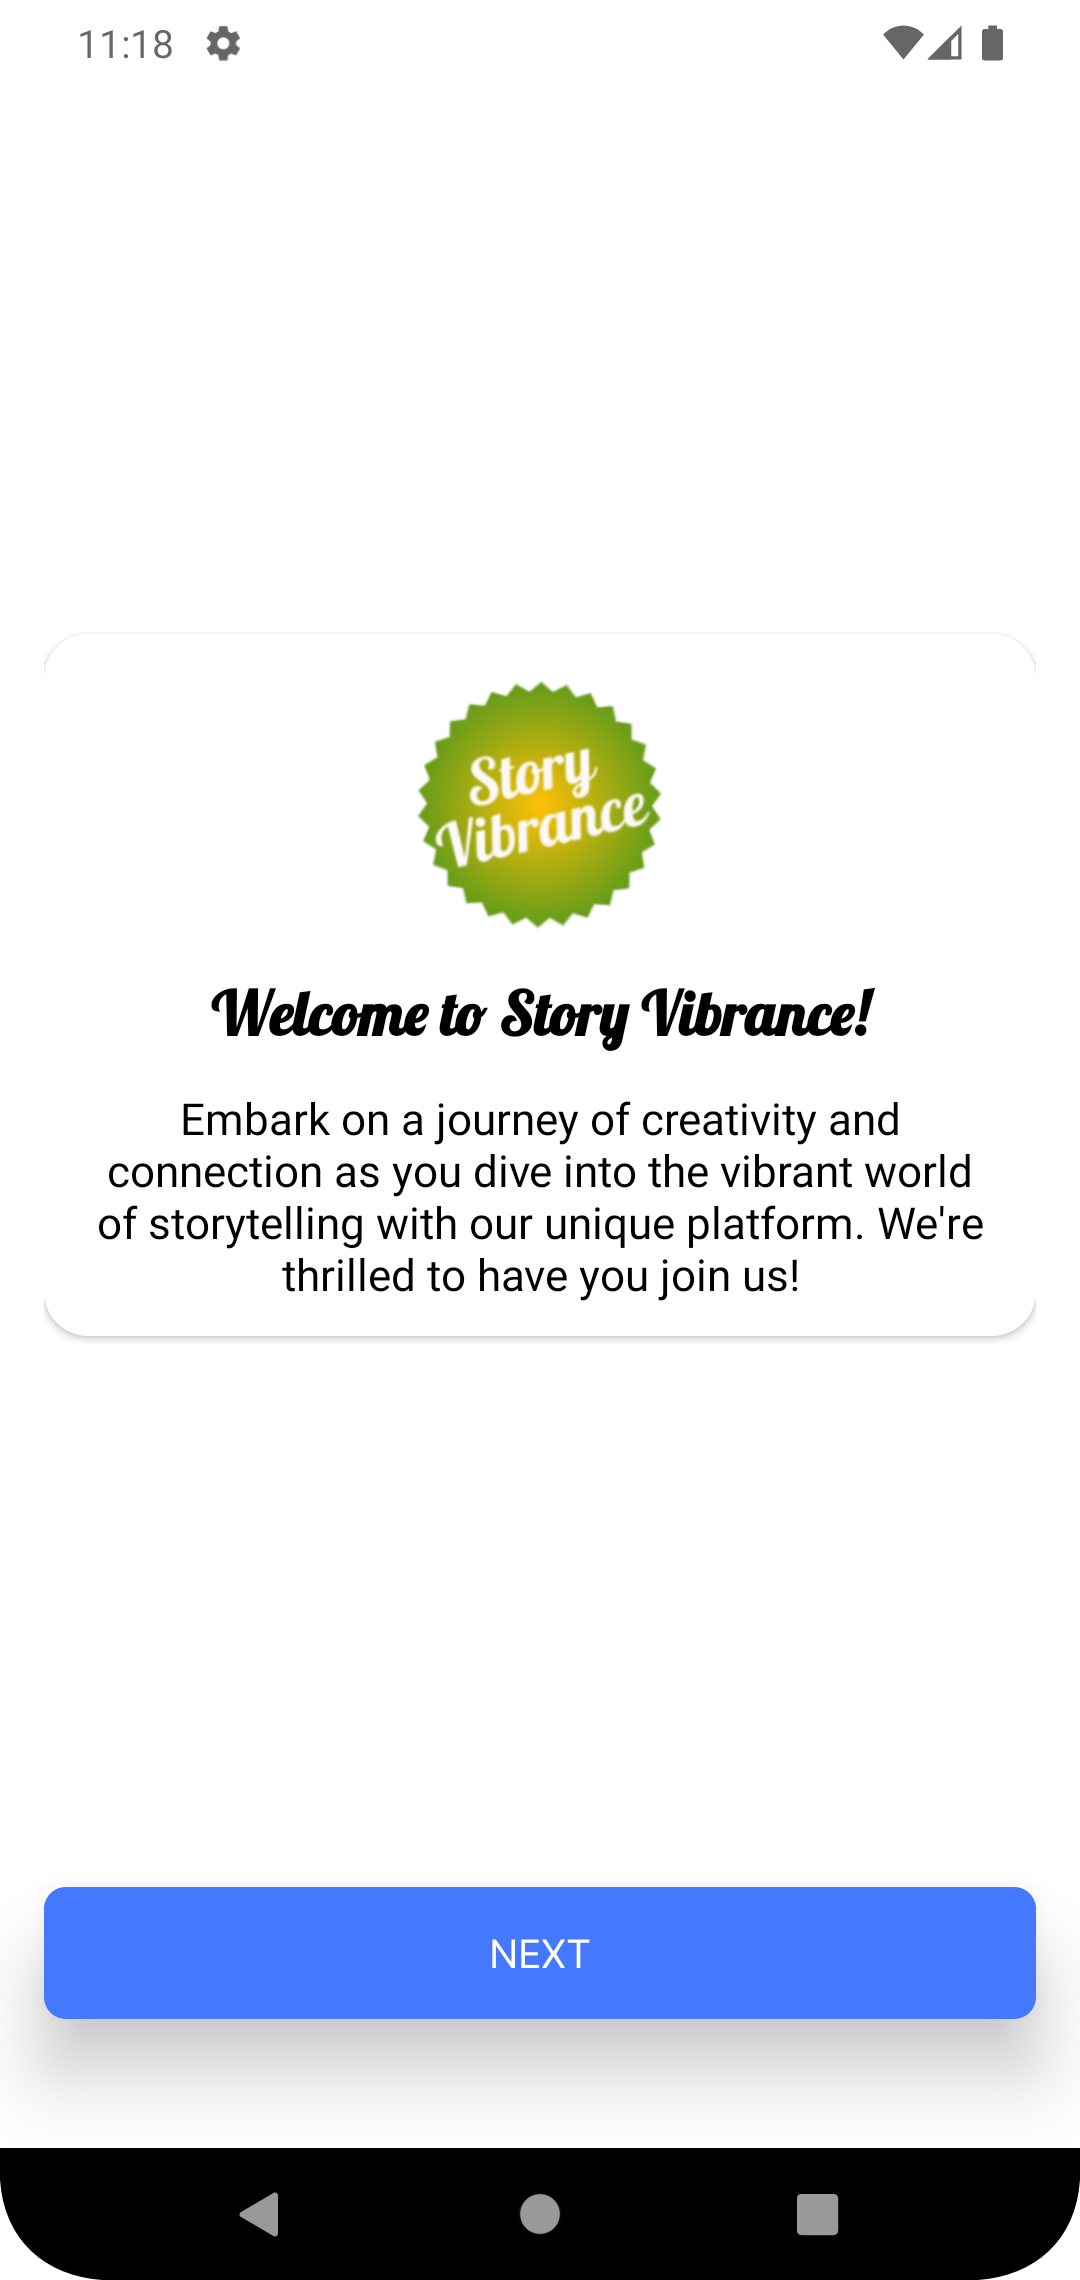 11:18
Story
Vibrance
Welcome to Story Vibrance!
Embark on a journey of creativity and
connection as you dive into the vibrant world
of storytelling with our unique platform. We're
thrilled to have you join us!
NEXT